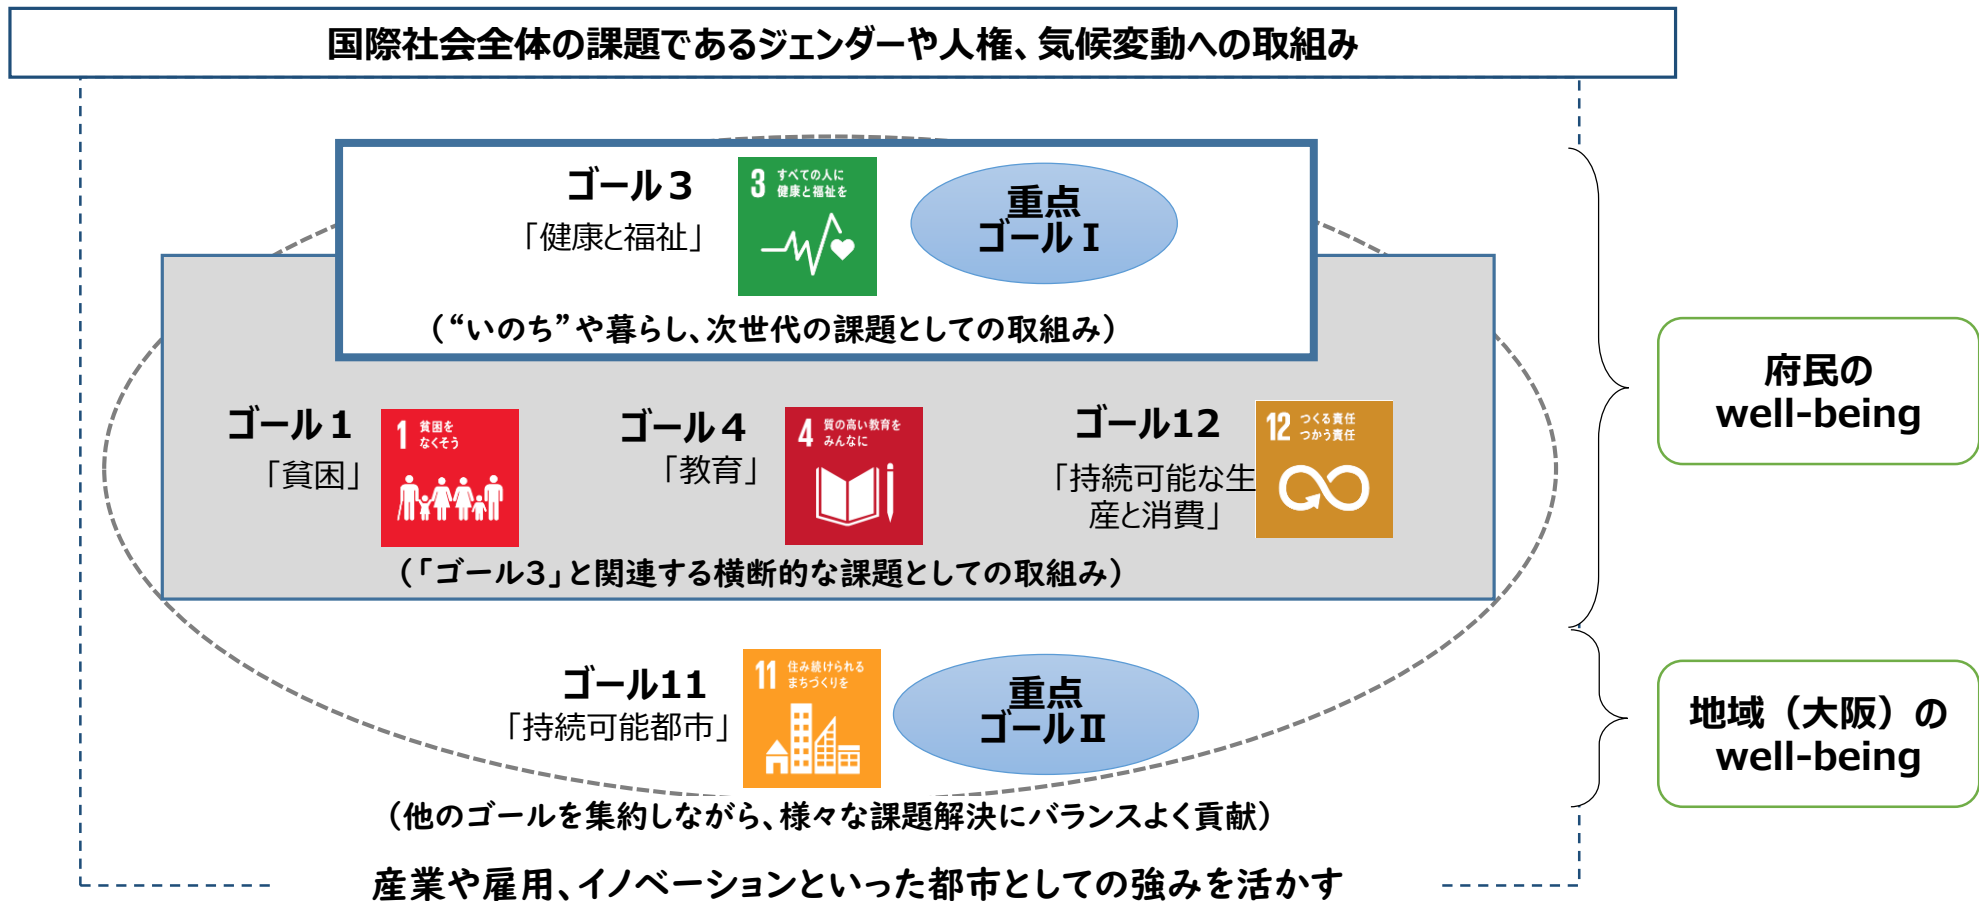 国際社会全体の課題であるジェンダーや人権、気候変動への取組み
ゴール３
「健康と福祉」
3 すべての人に
健康と福祉を
重点
ゴールⅠ
（“いのち”や暮らし、次世代の課題としての取組み）
ゴール１
「貧困」
1 貧困を
なくそう
ゴール４
「教育」
4 質の高い教育を
みんなに
ゴール12
「持続可能な生
産と消費」
12 つくる責任
つかう責任
（「ゴール３」と関連する横断的な課題としての取組み）
府民の
well-being
ゴール11
「持続可能都市」
11 住み続けられる
まちづくりを
重点
ゴールⅡ
（他のゴールを集約しながら、様々な課題解決にバランスよく貢献）
地域（大阪）の
well-being
産業や雇用、イノベーションといった都市としての強みを活かす